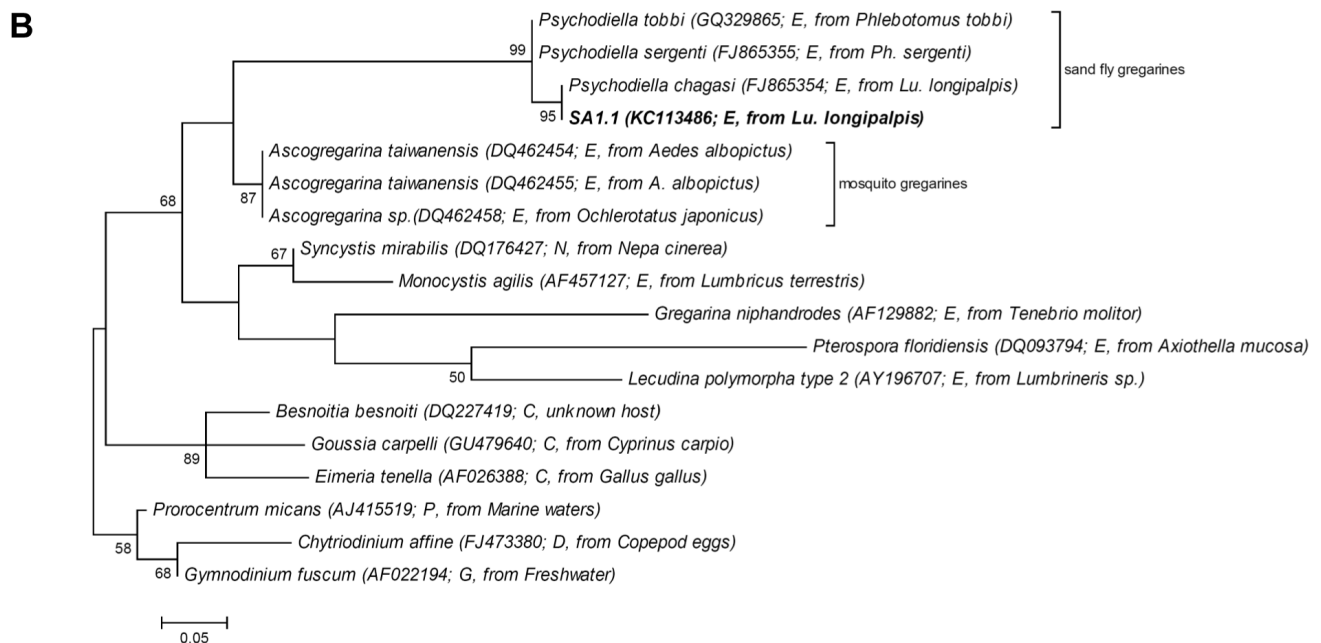 B
Psychodiella tobbi (GQ329865; E, from Phlebotomus tobbi)
99
Psychodiella sergenti (FJ865355; E, from Ph. sergenti)
sand fly gregarines
Psychodiella chagasi (FJ865354; E, from Lu. longipalpis)
95
SA1.1 (KC113486; E, from Lu. longipalpis)
Ascogregarina taiwanensis (DQ462454; E, from Aedes albopictus)
Ascogregarina taiwanensis (DQ462455; E, from A. albopictus)
mosquito gregarines
68
87
Ascogregarina sp.(DQ462458; E, from Ochlerotatus japonicus)
67
Syncystis mirabilis (DQ176427; N, from Nepa cinerea)
Monocystis agilis (AF457127; E, from Lumbricus terrestris)
Gregarina niphandrodes (AF129882; E, from Tenebrio molitor)
Pterospora floridiensis (DQ093794; E, from Axiothella mucosa)
50
Lecudina polymorpha type 2 (AY196707; E, from Lumbrineris sp.)
Besnoitia besnoiti (DQ227419; C, unknown host)
Goussia carpelli (GU479640; C, from Cyprinus carpio)
89
Eimeria tenella (AF026388; C, from Gallus gallus)
Prorocentrum micans (AJ415519; P, from Marine waters)
58
Chytriodinium affine (FJ473380; D, from Copepod eggs)
68
Gymnodinium fuscum (AF022194; G, from Freshwater)
0.05